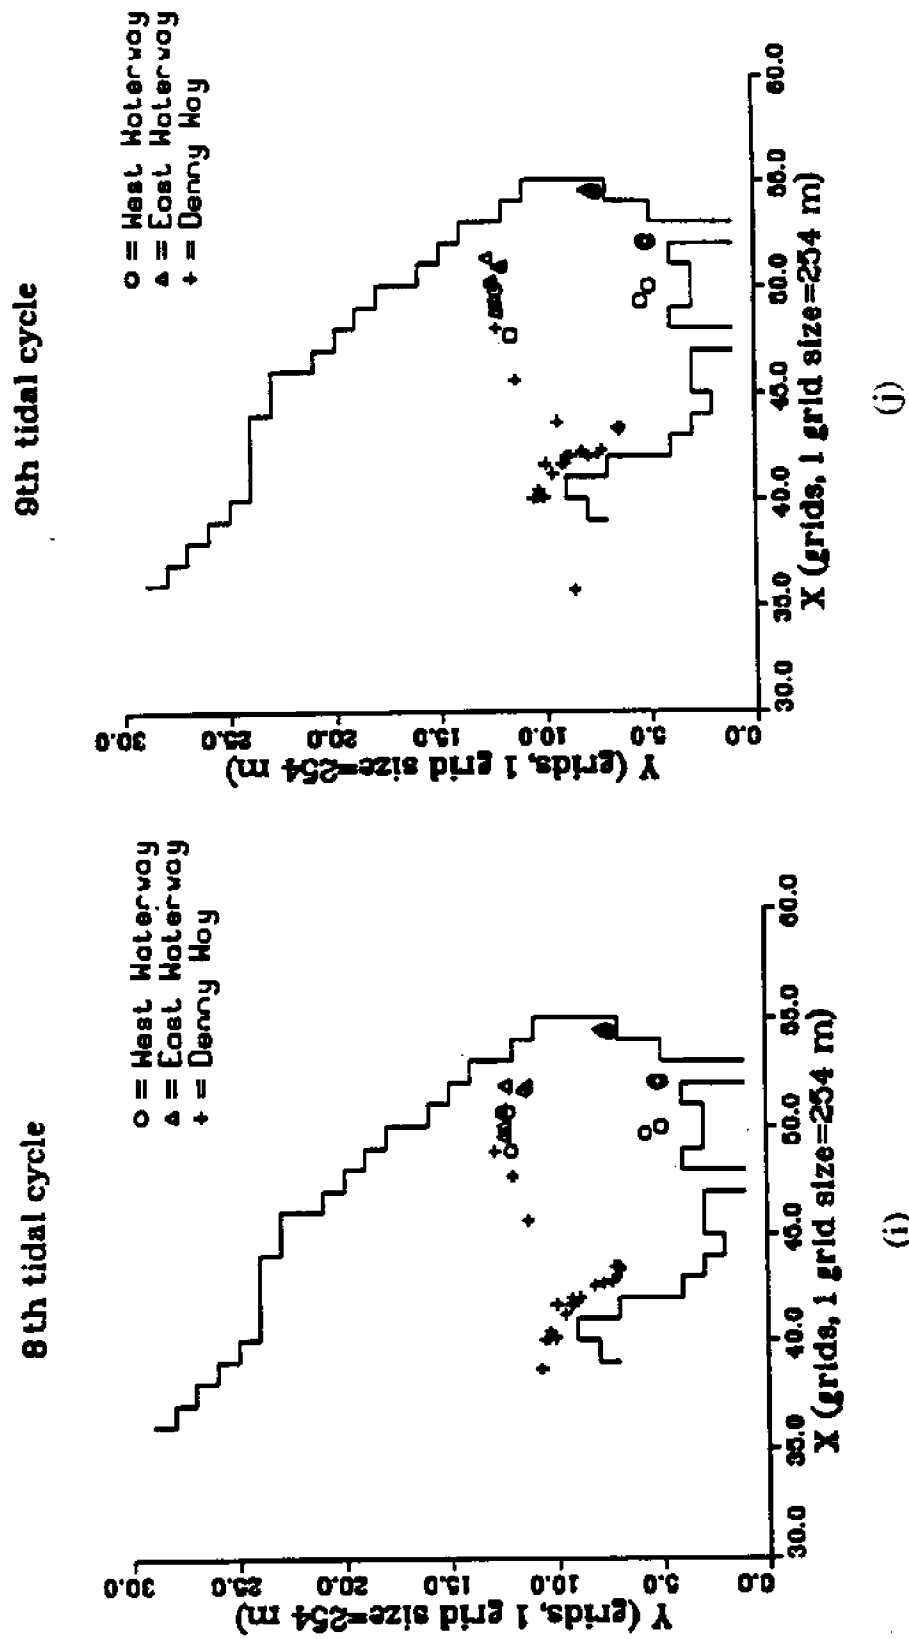 8th tidal cycle
o = West Waterway
▵ = East Waterway
+ = Denny Way
30.0
25.0
20.0
15.0
10.0
5.0
0.0
Y (grids, 1 grid size=254 m)
30.0 35.0 40.0 45.0 50.0 55.0 60.0
X (grids, 1 grid size=254 m)
(i)
9th tidal cycle
o = West Waterway
▵ = East Waterway
+ = Denny Way
30.0
25.0
20.0
15.0
10.0
5.0
0.0
Y (grids, 1 grid size=254 m)
30.0 35.0 40.0 45.0 50.0 55.0 60.0
X (grids, 1 grid size=254 m)
(j)